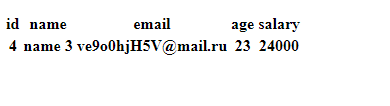 id name email age salary
4 name 3 ve9o0hjH5V@mail.ru 23 24000